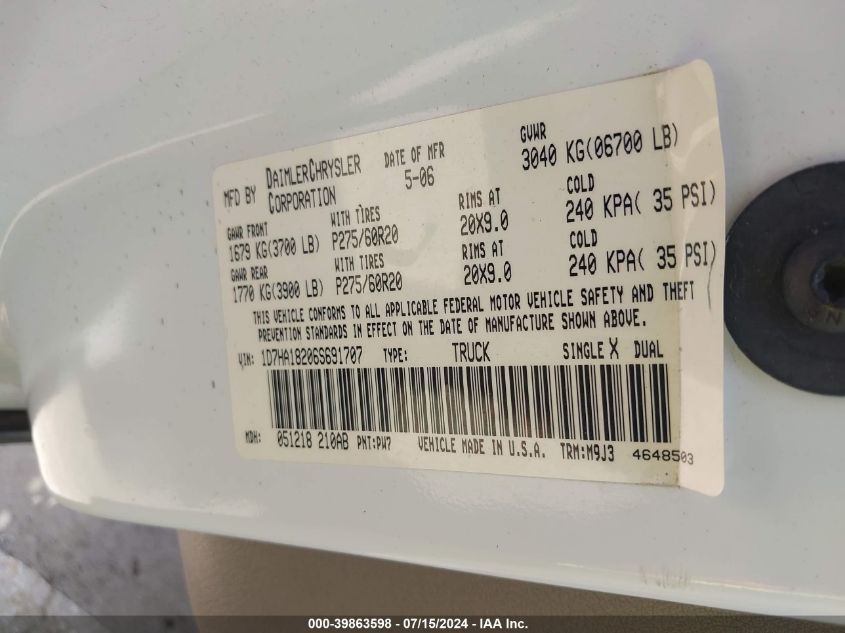 MFD BY DAIMLERCHRYSLER CORPORATION DATE OF MFR 5-06 GVWR 3040 KG(06700 LB)
GAWR FRONT WITH TIRES RIMS AT COLD
1679 KG(3700 LB) P275/60R20 20X9.0 240 KPA( 35 PSI)
GAWR REAR WITH TIRES RIMS AT COLD
1770 KG(3900 LB) P275/60R20 20X9.0 240 KPA( 35 PSI)
THIS VEHICLE CONFORMS TO ALL APPLICABLE FEDERAL MOTOR VEHICLE SAFETY AND THEFT
PREVENTION STANDARDS IN EFFECT ON THE DATE OF MANUFACTURE SHOWN ABOVE.
VIN: 1D7HA18206S691707 TYPE: TRUCK SINGLE X DUAL
MDH: 051218 210AB PNT:PW7 VEHICLE MADE IN U.S.A. TRM:M9J3 4648503
000-39863598 - 07/15/2024 - IAA Inc.